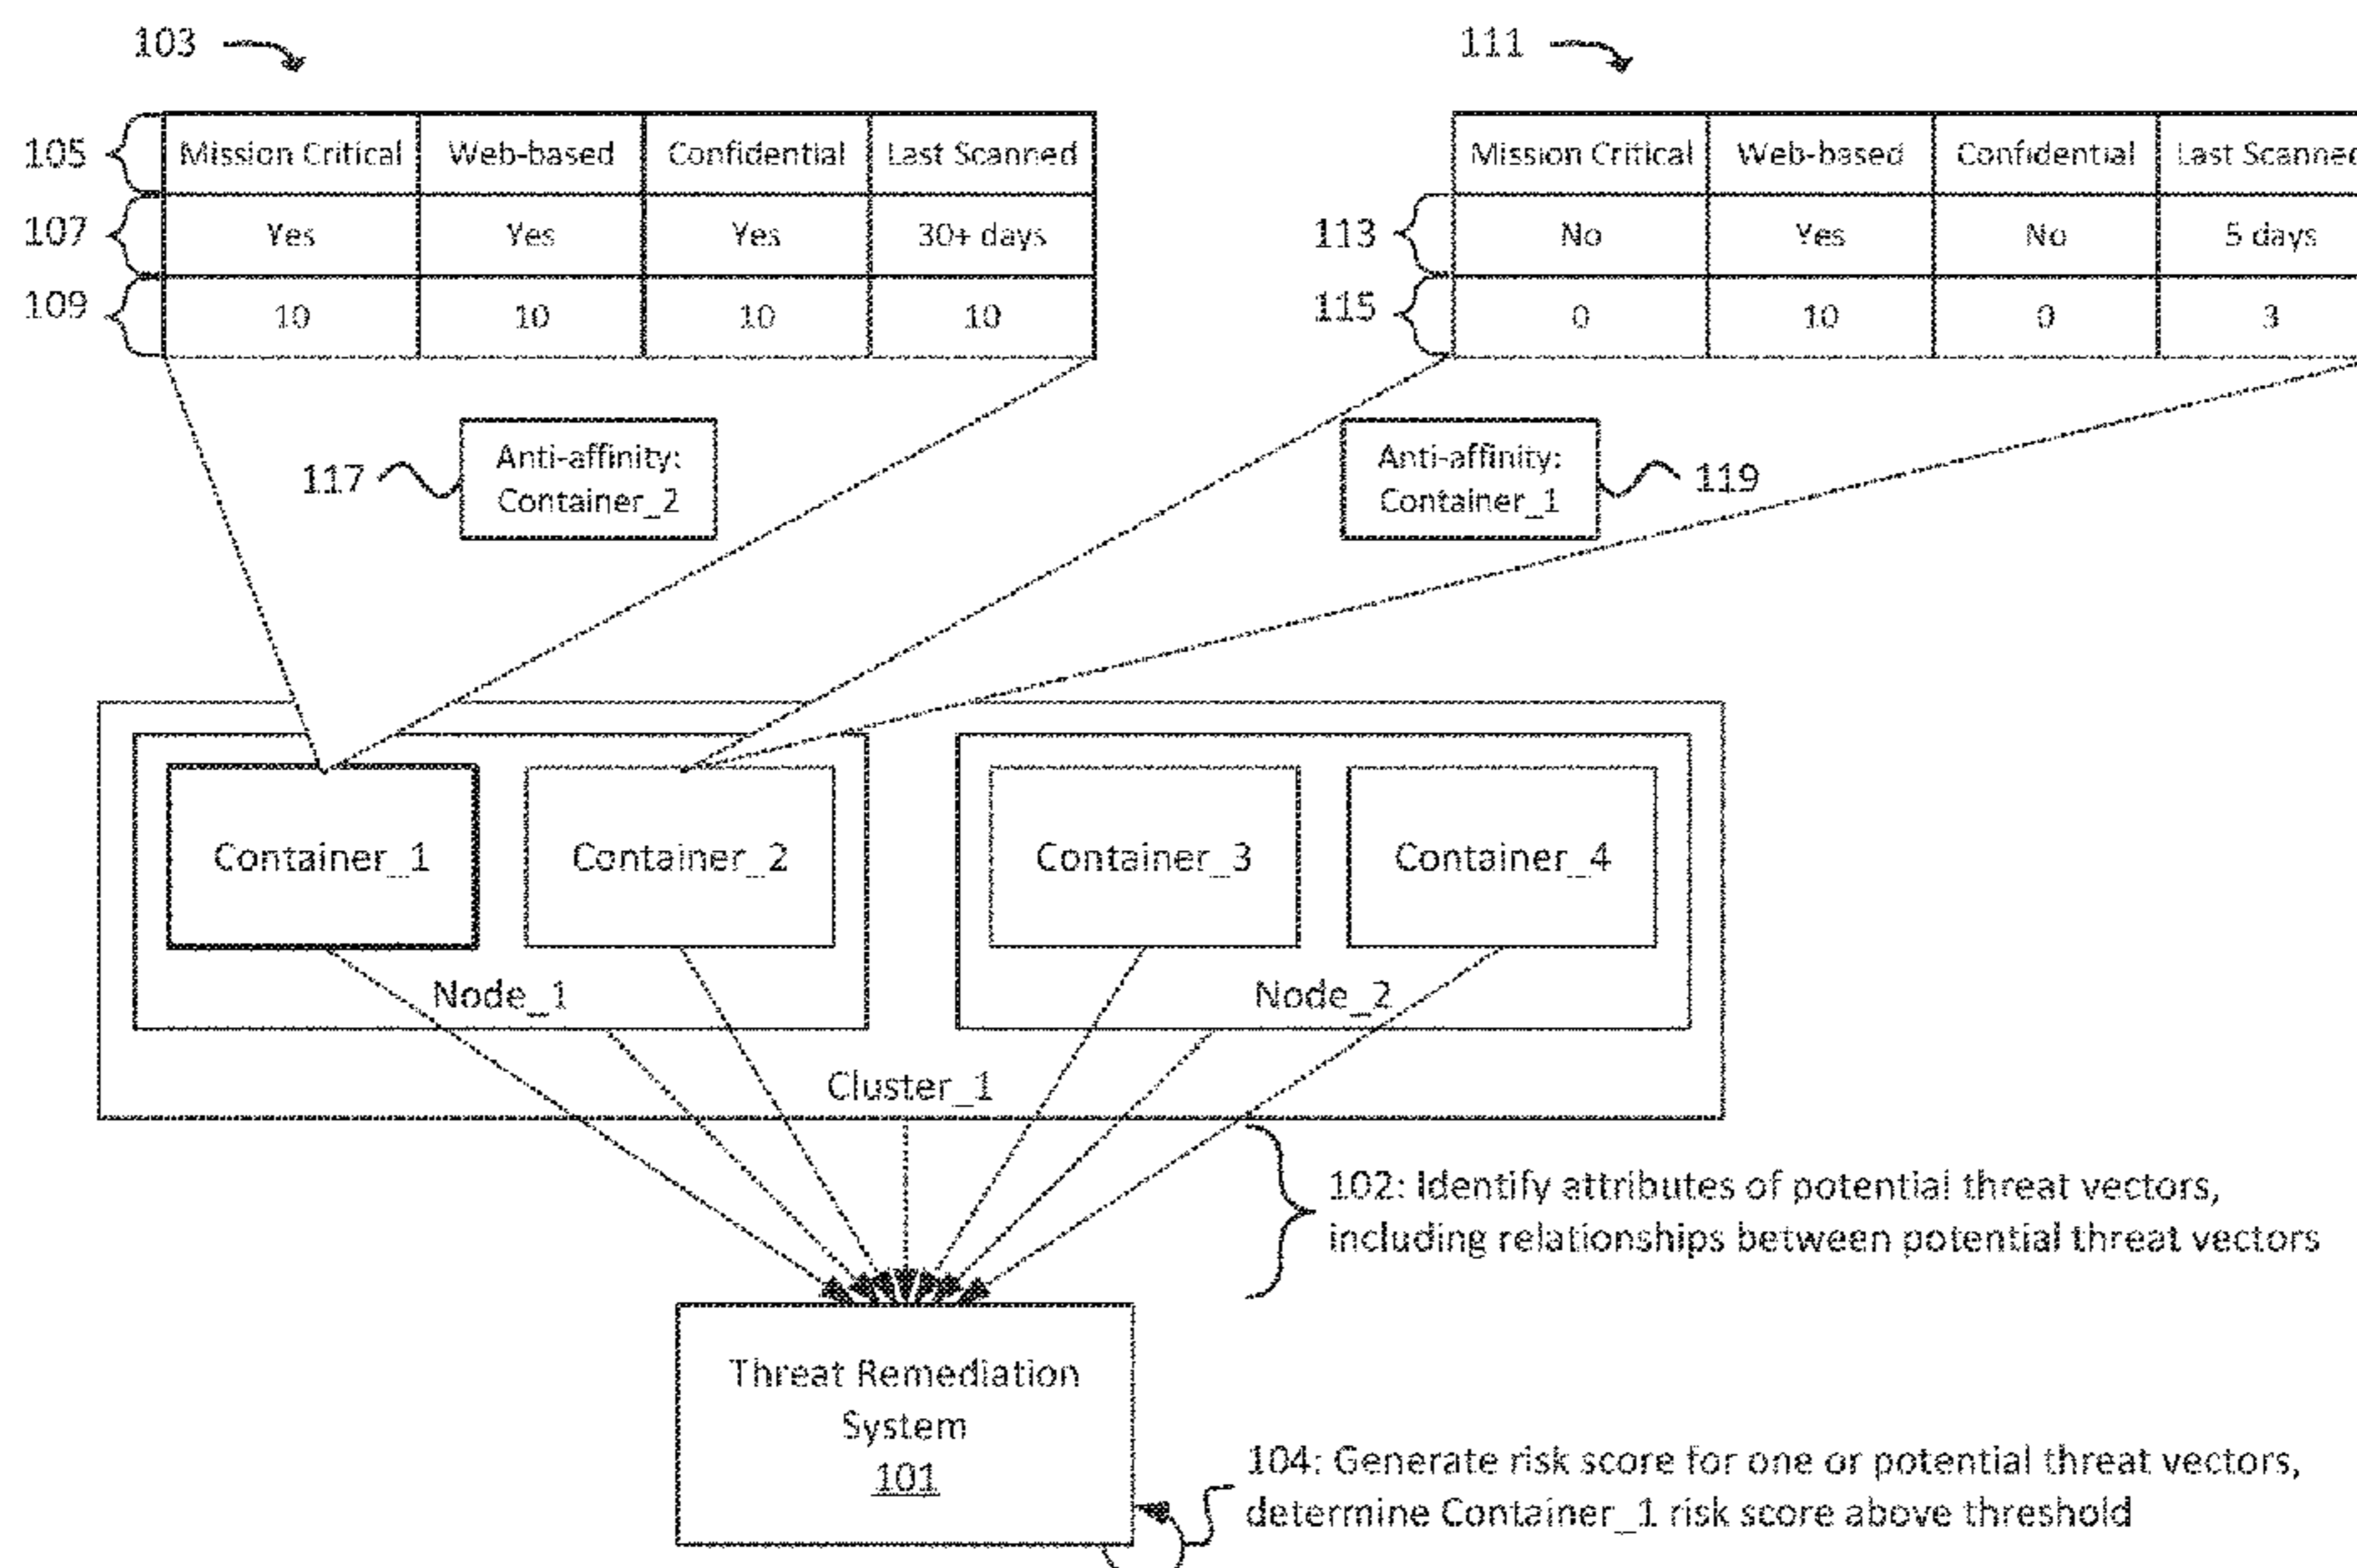 103
111
105
Mission Critical Web-based Confidential Last Scanned
Mission Critical Web-based Confidential Last Scanned
107
Yes Yes Yes 30+ days
113
No Yes No 5 days
109
10 10 10 10
115
0 10 0 3
117
Anti-affinity:
Container_2
Anti-affinity:
Container_1
119
Container_1
Container_2
Container_3
Container_4
Node_1
Node_2
Cluster_1
102: Identify attributes of potential threat vectors,
including relationships between potential threat vectors
Threat Remediation
System
101
104: Generate risk score for one or potential threat vectors,
determine Container_1 risk score above threshold